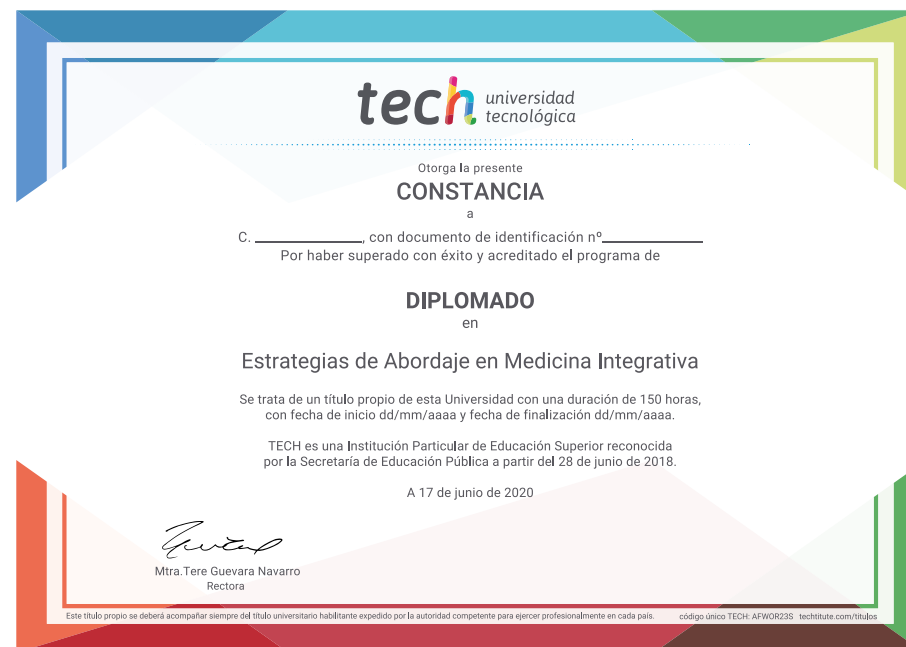 tech universidad
tecnológica
Otorga la presente
CONSTANCIA
a
C. ____________, con documento de identificación nº____________
Por haber superado con éxito y acreditado el programa de
DIPLOMADO
en
Estrategias de Abordaje en Medicina Integrativa
Se trata de un título propio de esta Universidad con una duración de 150 horas,
con fecha de inicio dd/mm/aaaa y fecha de finalización dd/mm/aaaa.
TECH es una Institución Particular de Educación Superior reconocida
por la Secretaría de Educación Pública a partir del 28 de junio de 2018.
A 17 de junio de 2020
Mtra.Tere Guevara Navarro
Rectora
Este título propio se deberá acompañar siempre del título universitario habilitante expedido por la autoridad competente para ejercer profesionalmente en cada país. código único TECH: AFWOR23S techtitute.com/titulos